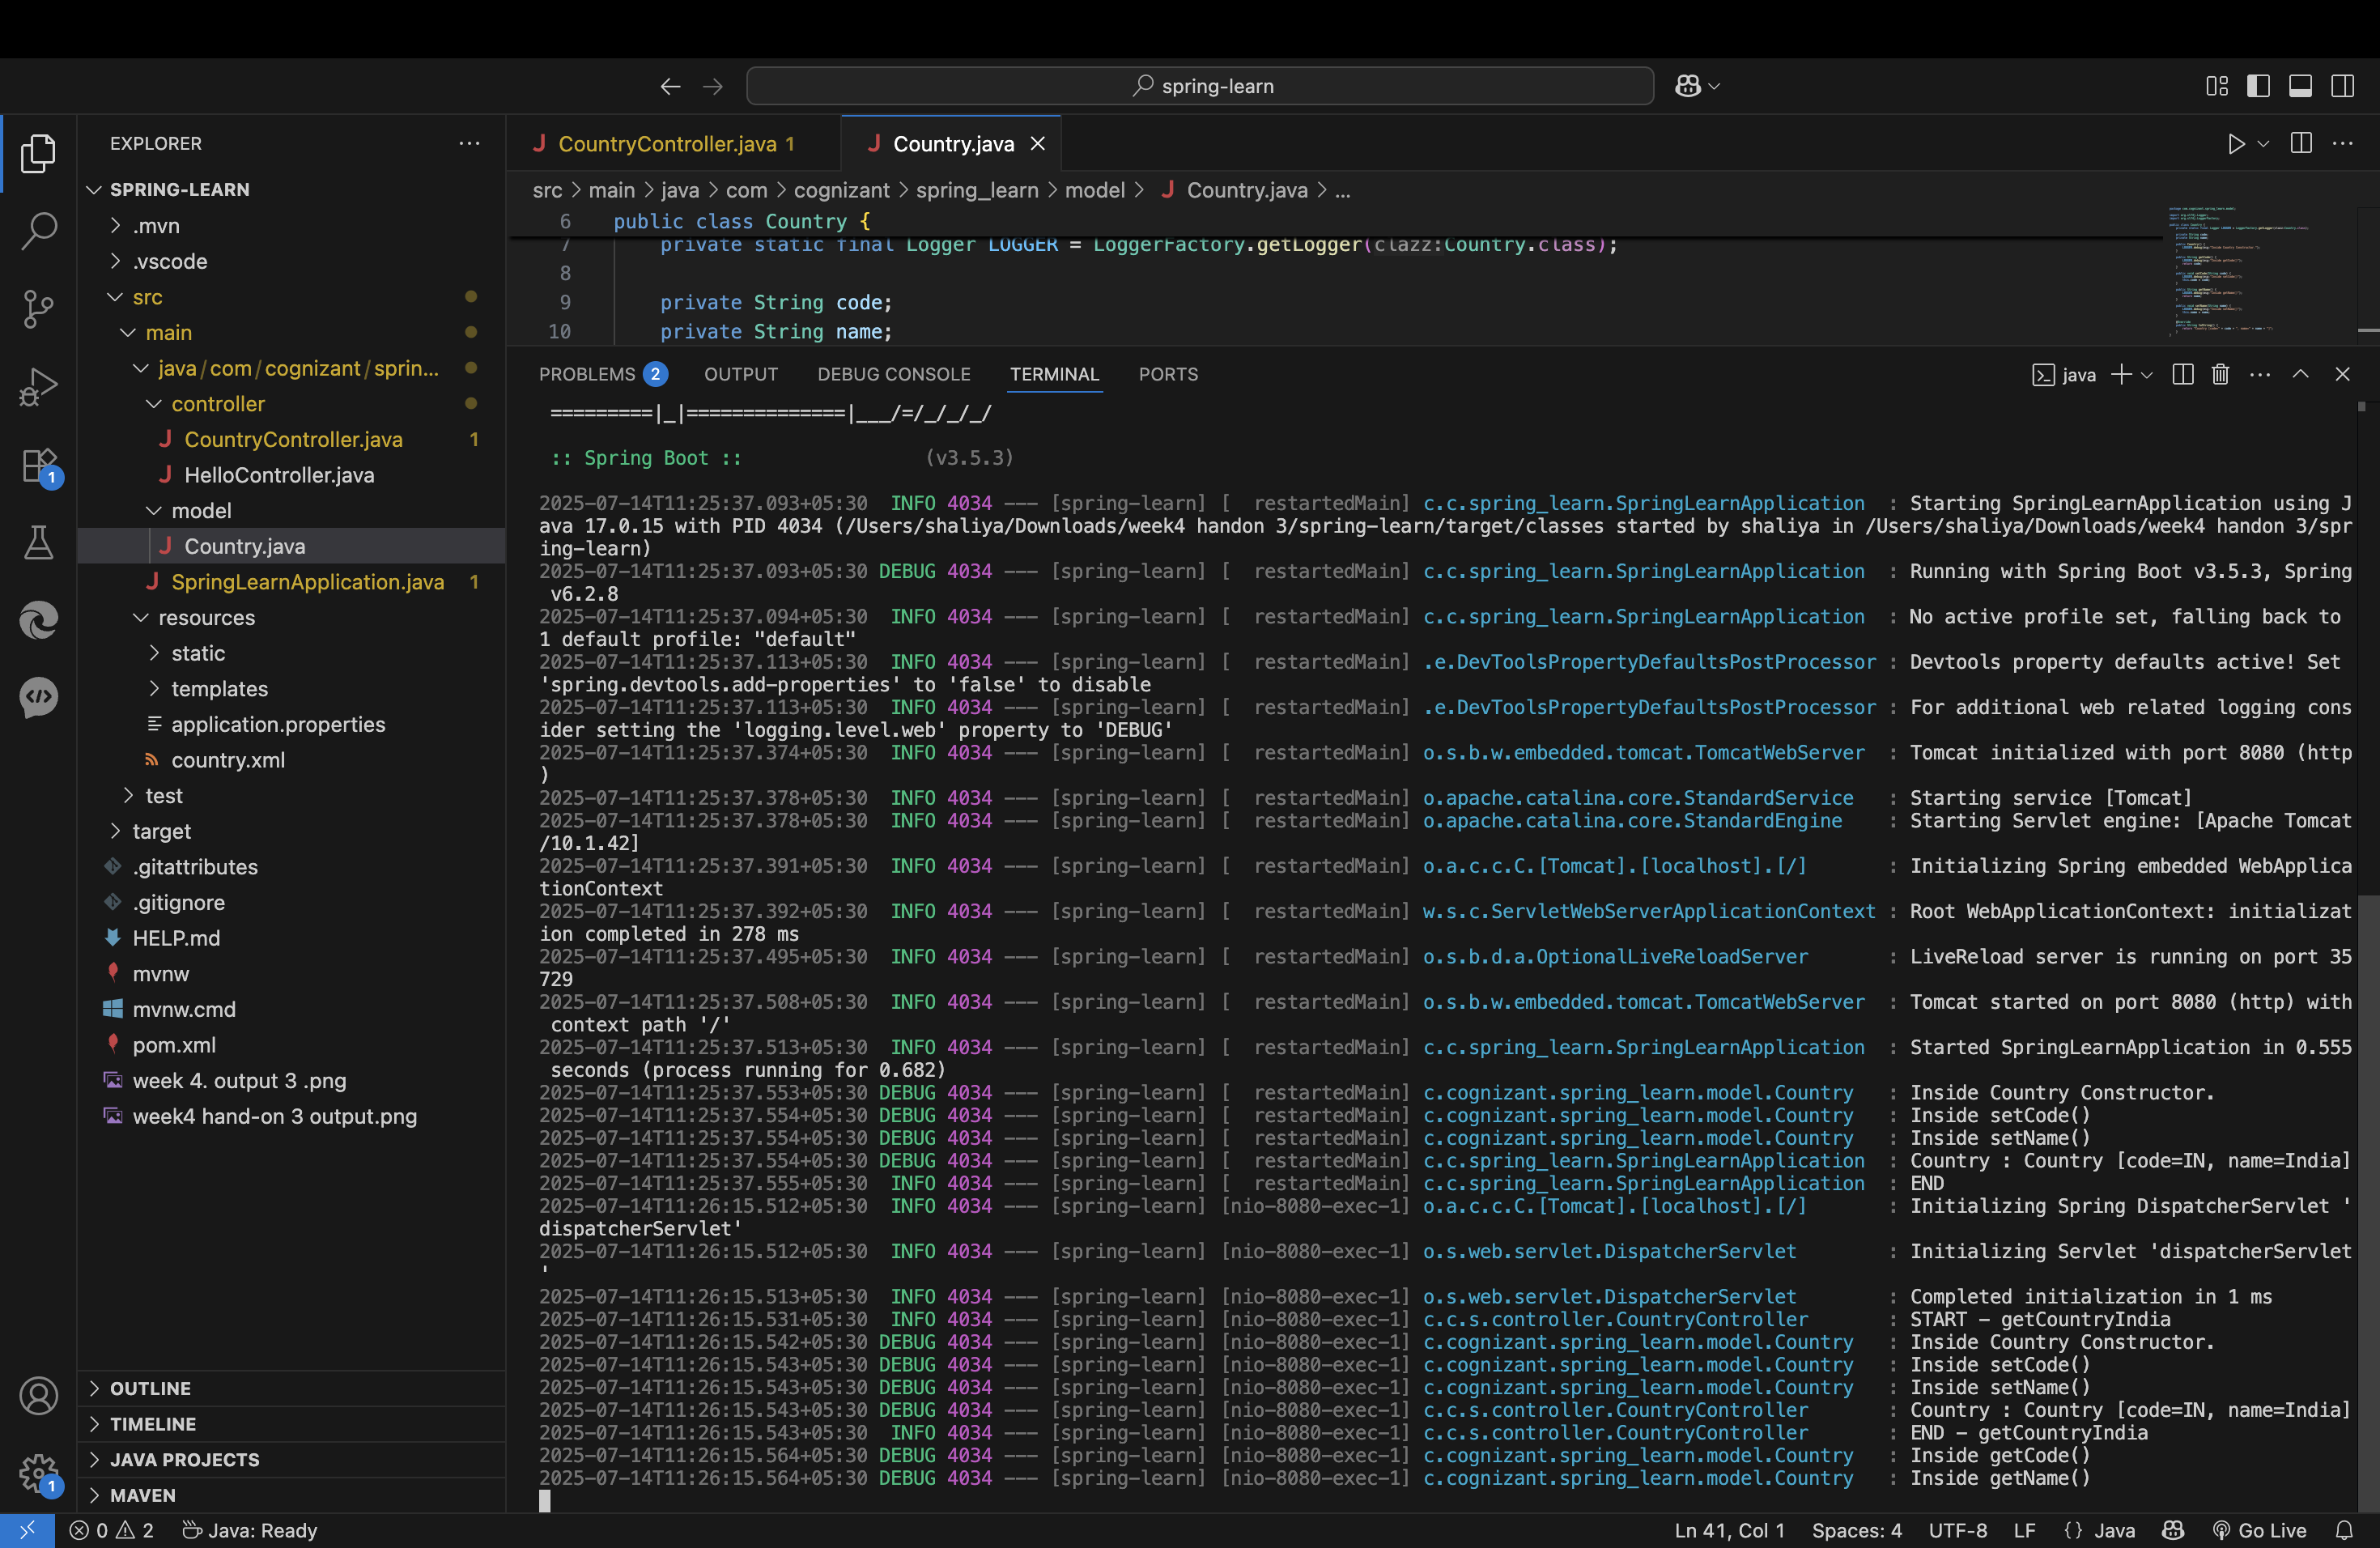 spring-learn
EXPLORER
SPRING-LEARN
.mvn
.vscode
src
main
java/com/cognizant/sprin...
controller
CountryController.java 1
HelloController.java
model
Country.java
SpringLearnApplication.java 1
resources
static
templates
application.properties
country.xml
test
target
.gitattributes
.gitignore
HELP.md
mvnw
mvnw.cmd
pom.xml
week 4. output 3 .png
week4 hand-on 3 output.png
OUTLINE
TIMELINE
JAVA PROJECTS
MAVEN
1
1
CountryController.java 1
Country.java
src > main > java > com > cognizant > spring_learn > model > Country.java > ...
6 public class Country {
7 private static final Logger LOGGER = LoggerFactory.getLogger(clazz:Country.class);
8
9 private String code;
10 private String name;
PROBLEMS 2 OUTPUT DEBUG CONSOLE TERMINAL PORTS
java
=========|_|==============|___/=/_/_/_/
:: Spring Boot :: (v3.5.3)
2025-07-14T11:25:37.093+05:30 INFO 4034 --- [spring-learn] [ restartedMain] c.c.spring_learn.SpringLearnApplication : Starting SpringLearnApplication using J
ava 17.0.15 with PID 4034 (/Users/shaliya/Downloads/week4 handon 3/spring-learn/target/classes started by shaliya in /Users/shaliya/Downloads/week4 handon 3/spr
ing-learn)
2025-07-14T11:25:37.093+05:30 DEBUG 4034 --- [spring-learn] [ restartedMain] c.c.spring_learn.SpringLearnApplication : Running with Spring Boot v3.5.3, Spring
v6.2.8
2025-07-14T11:25:37.094+05:30 INFO 4034 --- [spring-learn] [ restartedMain] c.c.spring_learn.SpringLearnApplication : No active profile set, falling back to
1 default profile: "default"
2025-07-14T11:25:37.113+05:30 INFO 4034 --- [spring-learn] [ restartedMain] .e.DevToolsPropertyDefaultsPostProcessor : Devtools property defaults active! Set
'spring.devtools.add-properties' to 'false' to disable
2025-07-14T11:25:37.113+05:30 INFO 4034 --- [spring-learn] [ restartedMain] .e.DevToolsPropertyDefaultsPostProcessor : For additional web related logging cons
ider setting the 'logging.level.web' property to 'DEBUG'
2025-07-14T11:25:37.374+05:30 INFO 4034 --- [spring-learn] [ restartedMain] o.s.b.w.embedded.tomcat.TomcatWebServer : Tomcat initialized with port 8080 (http
)
2025-07-14T11:25:37.378+05:30 INFO 4034 --- [spring-learn] [ restartedMain] o.apache.catalina.core.StandardService : Starting service [Tomcat]
2025-07-14T11:25:37.378+05:30 INFO 4034 --- [spring-learn] [ restartedMain] o.apache.catalina.core.StandardEngine : Starting Servlet engine: [Apache Tomcat
/10.1.42]
2025-07-14T11:25:37.391+05:30 INFO 4034 --- [spring-learn] [ restartedMain] o.a.c.c.C.[Tomcat].[localhost].[/] : Initializing Spring embedded WebApplica
tionContext
2025-07-14T11:25:37.392+05:30 INFO 4034 --- [spring-learn] [ restartedMain] w.s.c.ServletWebServerApplicationContext : Root WebApplicationContext: initializat
ion completed in 278 ms
2025-07-14T11:25:37.495+05:30 INFO 4034 --- [spring-learn] [ restartedMain] o.s.b.d.a.OptionalLiveReloadServer : LiveReload server is running on port 35
729
2025-07-14T11:25:37.508+05:30 INFO 4034 --- [spring-learn] [ restartedMain] o.s.b.w.embedded.tomcat.TomcatWebServer : Tomcat started on port 8080 (http) with
context path '/'
2025-07-14T11:25:37.513+05:30 INFO 4034 --- [spring-learn] [ restartedMain] c.c.spring_learn.SpringLearnApplication : Started SpringLearnApplication in 0.555
seconds (process running for 0.682)
2025-07-14T11:25:37.553+05:30 DEBUG 4034 --- [spring-learn] [ restartedMain] c.cognizant.spring_learn.model.Country : Inside Country Constructor.
2025-07-14T11:25:37.554+05:30 DEBUG 4034 --- [spring-learn] [ restartedMain] c.cognizant.spring_learn.model.Country : Inside setCode()
2025-07-14T11:25:37.554+05:30 DEBUG 4034 --- [spring-learn] [ restartedMain] c.cognizant.spring_learn.model.Country : Inside setName()
2025-07-14T11:25:37.554+05:30 DEBUG 4034 --- [spring-learn] [ restartedMain] c.c.spring_learn.SpringLearnApplication : Country : Country [code=IN, name=India]
2025-07-14T11:25:37.555+05:30 INFO 4034 --- [spring-learn] [ restartedMain] c.c.spring_learn.SpringLearnApplication : END
2025-07-14T11:26:15.512+05:30 INFO 4034 --- [spring-learn] [nio-8080-exec-1] o.a.c.c.C.[Tomcat].[localhost].[/] : Initializing Spring DispatcherServlet '
dispatcherServlet'
2025-07-14T11:26:15.512+05:30 INFO 4034 --- [spring-learn] [nio-8080-exec-1] o.s.web.servlet.DispatcherServlet : Initializing Servlet 'dispatcherServlet
'
2025-07-14T11:26:15.513+05:30 INFO 4034 --- [spring-learn] [nio-8080-exec-1] o.s.web.servlet.DispatcherServlet : Completed initialization in 1 ms
2025-07-14T11:26:15.531+05:30 INFO 4034 --- [spring-learn] [nio-8080-exec-1] c.c.s.controller.CountryController : START - getCountryIndia
2025-07-14T11:26:15.542+05:30 DEBUG 4034 --- [spring-learn] [nio-8080-exec-1] c.cognizant.spring_learn.model.Country : Inside Country Constructor.
2025-07-14T11:26:15.543+05:30 DEBUG 4034 --- [spring-learn] [nio-8080-exec-1] c.cognizant.spring_learn.model.Country : Inside setCode()
2025-07-14T11:26:15.543+05:30 DEBUG 4034 --- [spring-learn] [nio-8080-exec-1] c.cognizant.spring_learn.model.Country : Inside setName()
2025-07-14T11:26:15.543+05:30 DEBUG 4034 --- [spring-learn] [nio-8080-exec-1] c.c.s.controller.CountryController : Country : Country [code=IN, name=India]
2025-07-14T11:26:15.543+05:30 INFO 4034 --- [spring-learn] [nio-8080-exec-1] c.c.s.controller.CountryController : END - getCountryIndia
2025-07-14T11:26:15.564+05:30 DEBUG 4034 --- [spring-learn] [nio-8080-exec-1] c.cognizant.spring_learn.model.Country : Inside getCode()
2025-07-14T11:26:15.564+05:30 DEBUG 4034 --- [spring-learn] [nio-8080-exec-1] c.cognizant.spring_learn.model.Country : Inside getName()
0 2 Java: Ready Ln 41, Col 1 Spaces: 4 UTF-8 LF {} Java Go Live